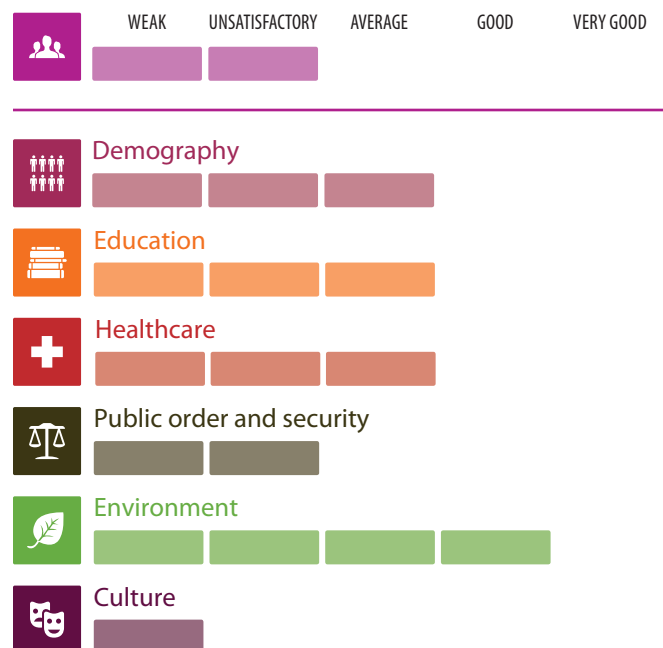 WEAK UNSATISFACTORY AVERAGE GOOD VERY GOOD
Demography
Education
Healthcare
Public order and security
Environment
Culture